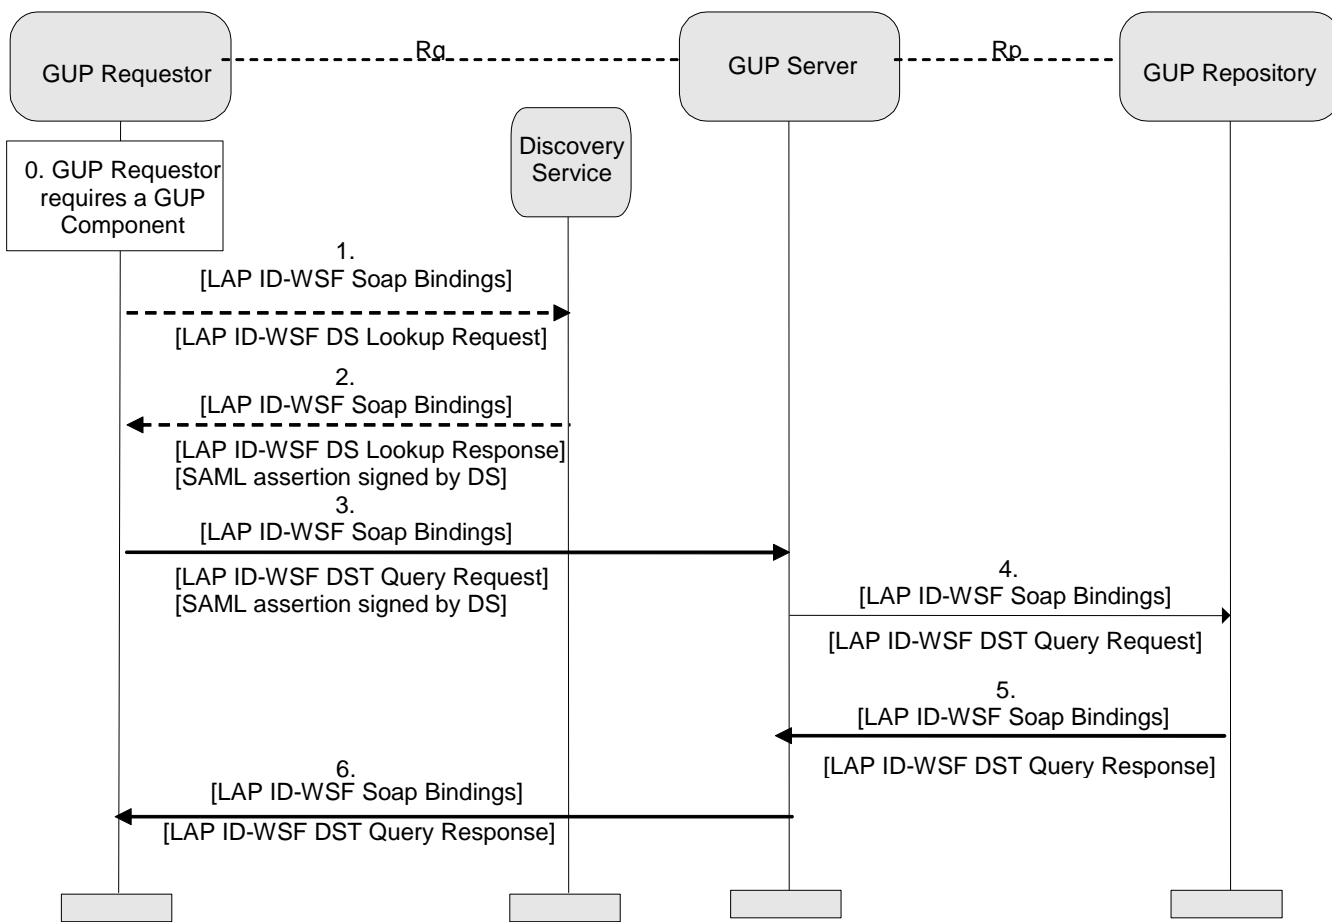 GUP Requestor
Rg
GUP Server
Rp
GUP Repository
Discovery
Service
0. GUP Requestor
requires a GUP
Component
1.
[LAP ID-WSF Soap Bindings]
[LAP ID-WSF DS Lookup Request]
2.
[LAP ID-WSF Soap Bindings]
[LAP ID-WSF DS Lookup Response]
[SAML assertion signed by DS]
3.
[LAP ID-WSF Soap Bindings]
[LAP ID-WSF DST Query Request]
[SAML assertion signed by DS]
4.
[LAP ID-WSF Soap Bindings]
[LAP ID-WSF DST Query Request]
5.
[LAP ID-WSF Soap Bindings]
[LAP ID-WSF DST Query Response]
6.
[LAP ID-WSF Soap Bindings]
[LAP ID-WSF DST Query Response]